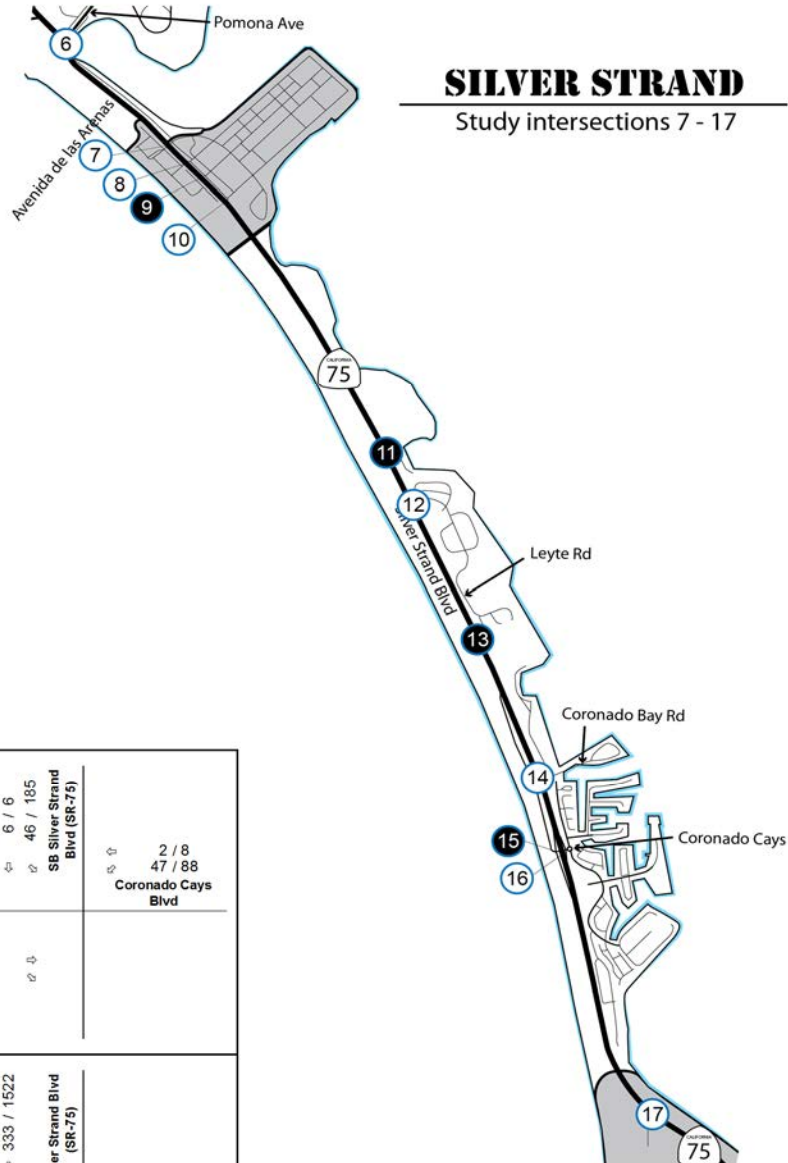 SILVER STRAND
Study intersections 7 - 17
Pomona Ave
6
Avenida de las Arenas
7
8
9
10
CALIFORNIA
75
11
12
Silver Strand Blvd
Leyte Rd
13
Coronado Bay Rd
14
15
Coronado Cays
16
17
CALIFORNIA
75
6 / 6
46 / 185
SB Silver Strand
Blvd (SR-75)
2 / 8
47 / 88
Coronado Cays
Blvd
333 / 1522
er Strand Blvd
(SR-75)